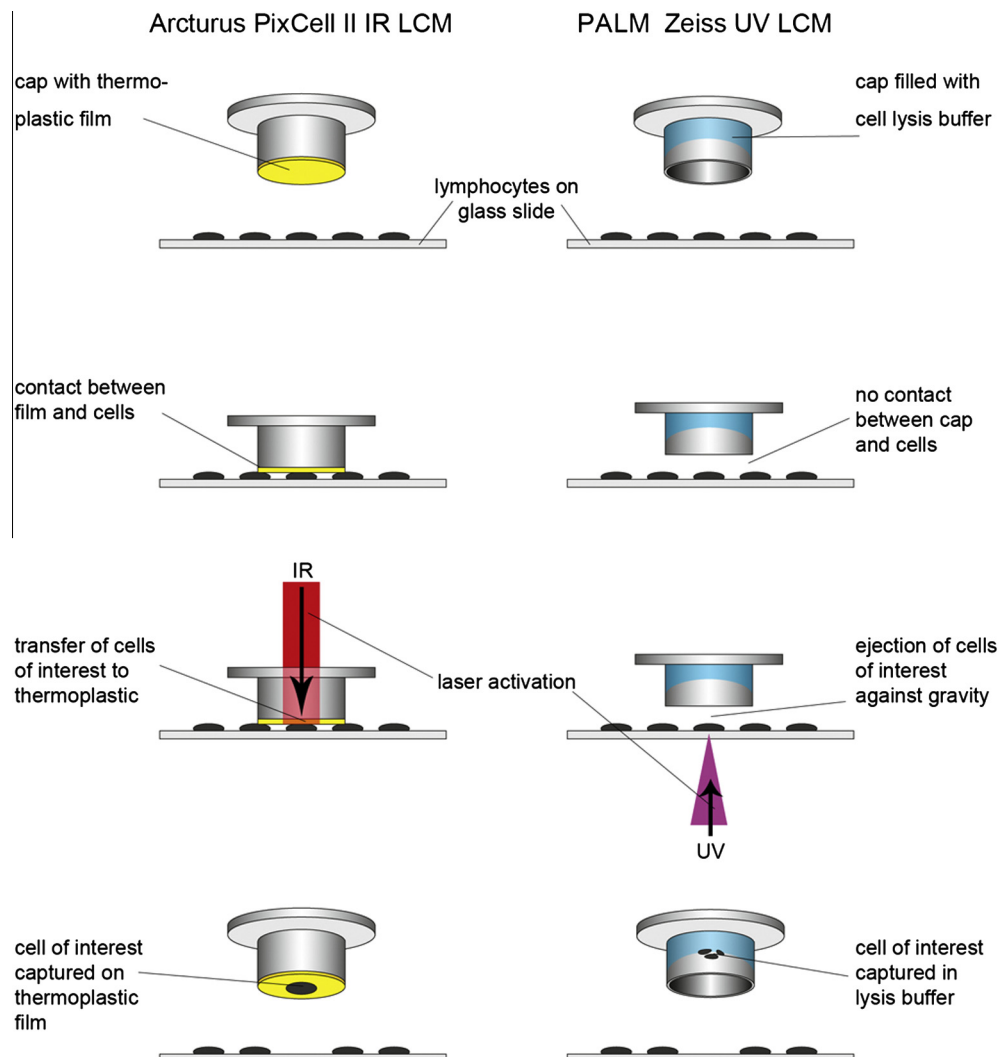 Arcturus PixCell II IR LCM
PALM  Zeiss UV LCM
cap with thermo-
plastic film
cap filled with
cell lysis buffer
lymphocytes on
glass slide
contact between
film and cells
no contact
between cap
and cells
IR
transfer of cells
of interest to
thermoplastic
laser activation
ejection of cells
of interest
against gravity
UV
cell of interest
captured on
thermoplastic
film
cell of interest
captured in
lysis buffer